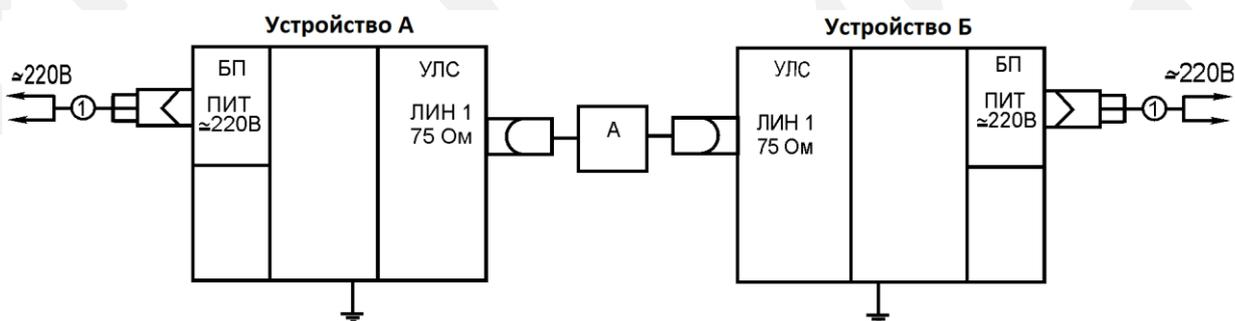 Устройство А
Устройство Б
≃220В
1
БП
ПИТ
≃220В
УЛС
ЛИН 1
75 Ом
А
УЛС
ЛИН 1
75 Ом
БП
ПИТ
≃220В
1
≃220В